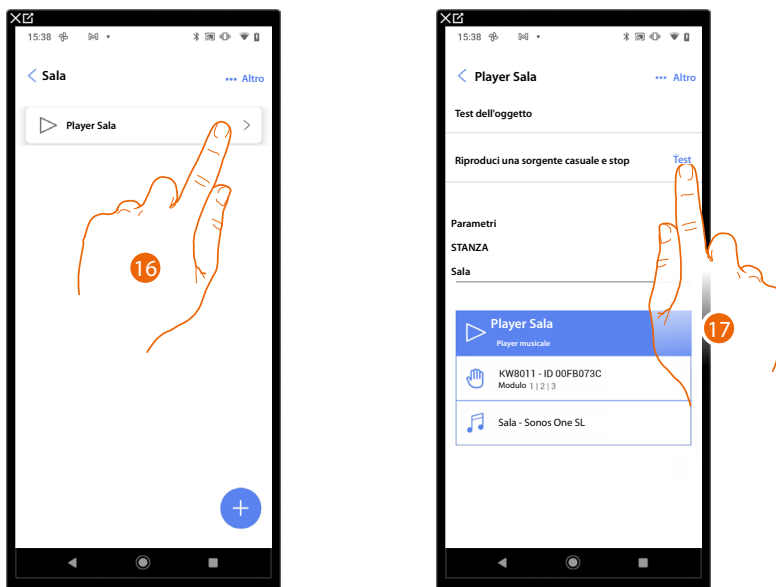 15:38
Sala
••• Altro
Player Sala
16
15:38
Player Sala
••• Altro
Test dell'oggetto
Riproduci una sorgente casuale e stop
Test
Parametri
STANZA
Sala
Player Sala
Player musicale
KW8011 - ID 00FB073C
Modulo 1 | 2 | 3
Sala - Sonos One SL
17